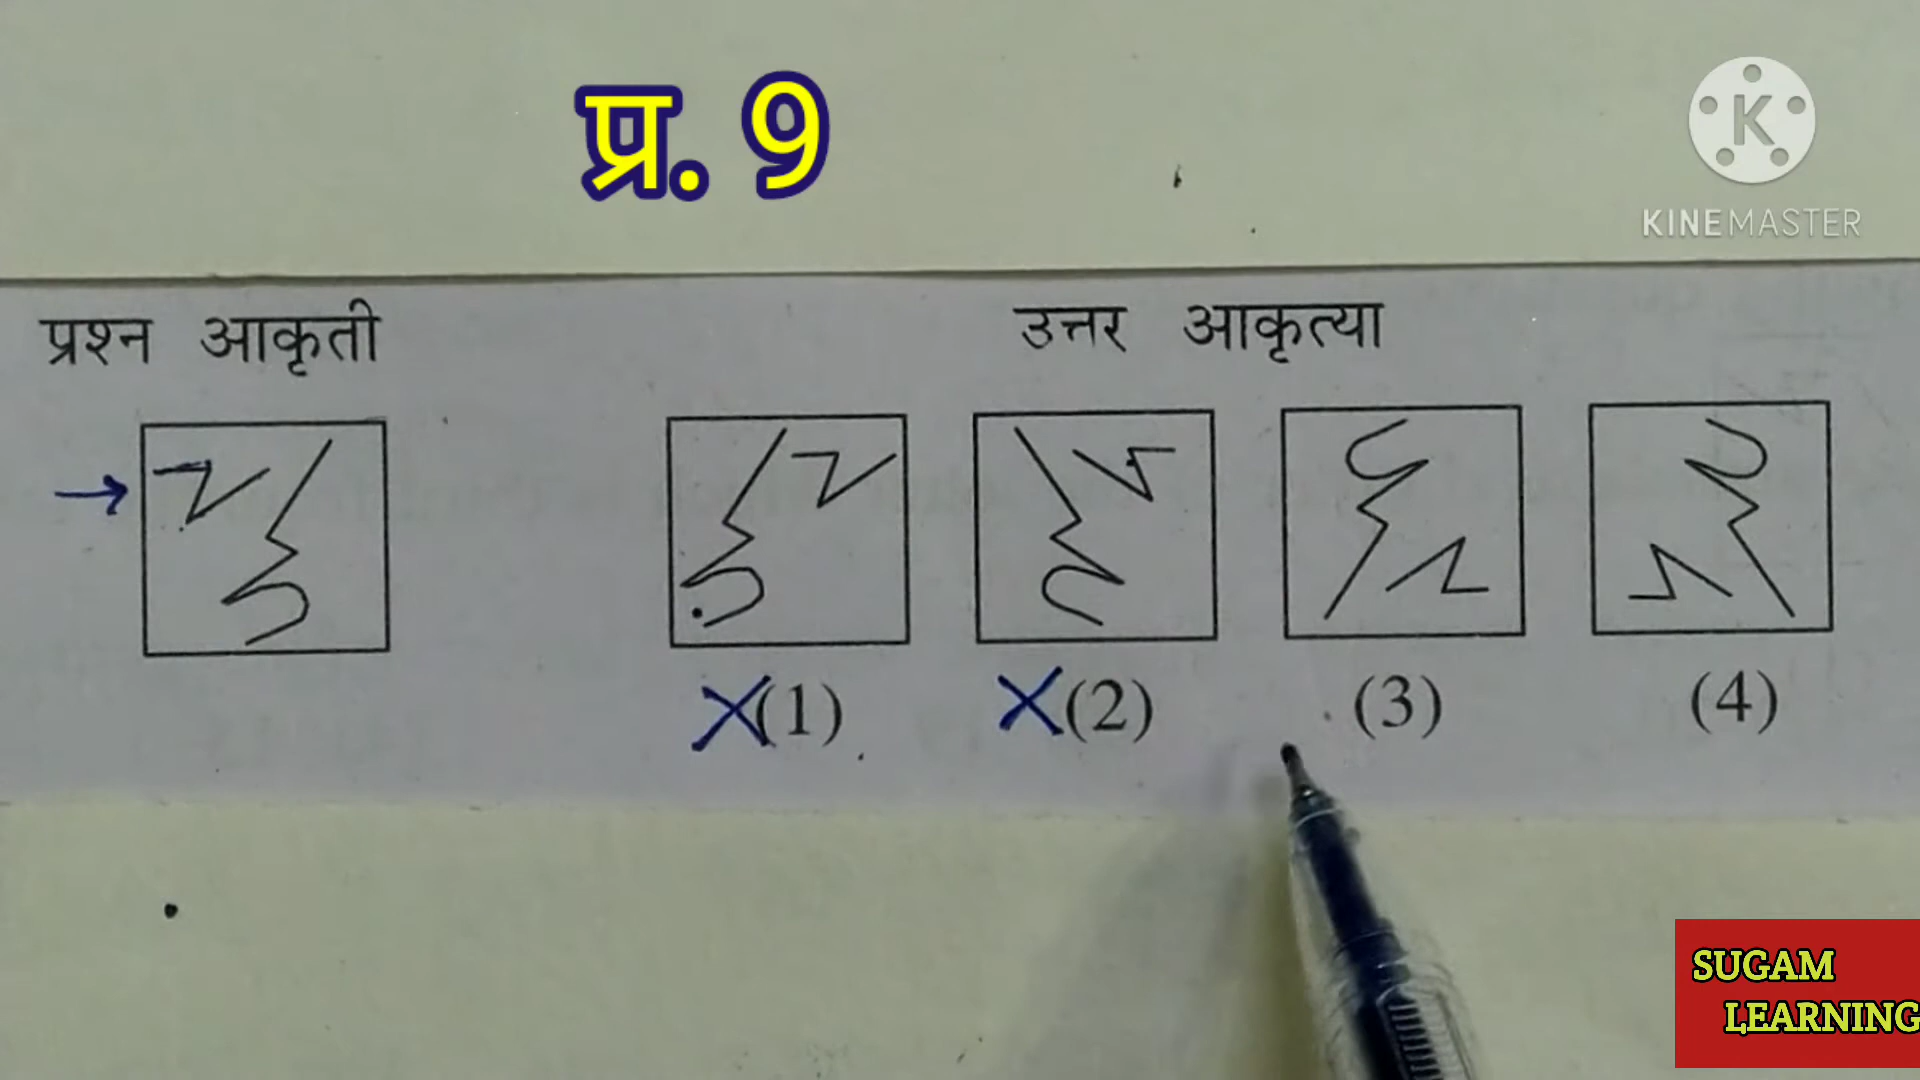 प्र. 9
K
KINEMASTER
प्रश्न आकृती
उत्तर आकृत्या
X(1) X(2) (3) (4)
SUGAM
LEARNING